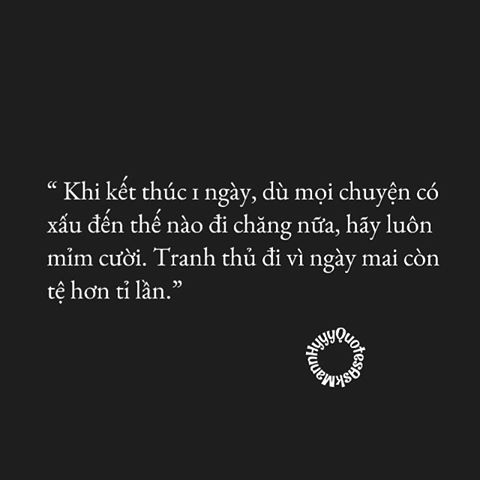 “ Khi kết thúc 1 ngày, dù mọi chuyện có
xấu đến thế nào đi chăng nữa, hãy luôn
mỉm cười. Tranh thủ đi vì ngày mai còn
tệ hơn tỉ lần.”
HyyyQuotesAskMann